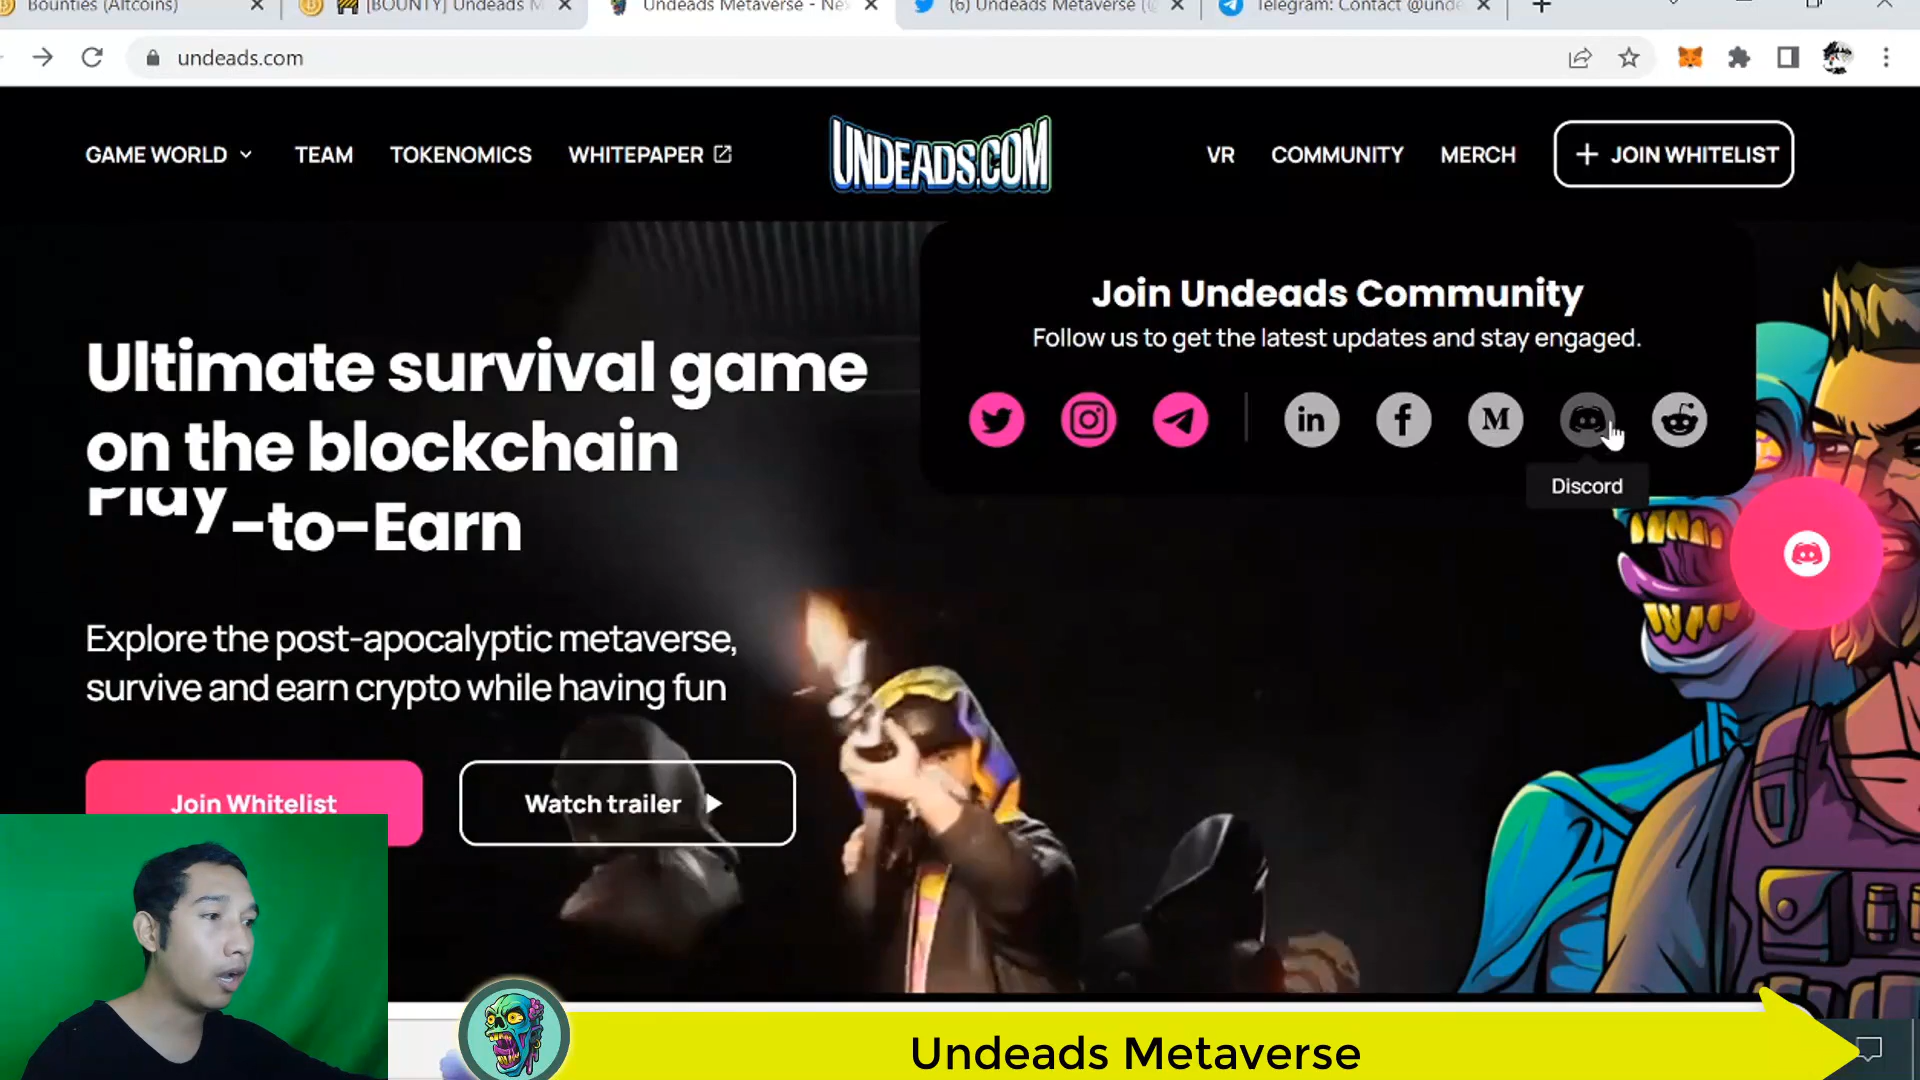 Bounties (Altcoins)
[BOUNTY] Undeads M
Undeads Metaverse - Nex
(6) Undeads Metaverse (@
Telegram: Contact @unde
undeads.com
GAME WORLD
TEAM
TOKENOMICS
WHITEPAPER
UNDEADS.COM
VR
COMMUNITY
MERCH
+ JOIN WHITELIST
Join Undeads Community
Follow us to get the latest updates and stay engaged.
in
f
M
Discord
Ultimate survival game
on the blockchain
Play-to-Earn
Explore the post-apocalyptic metaverse,
survive and earn crypto while having fun
Join Whitelist
Watch trailer
Undeads Metaverse